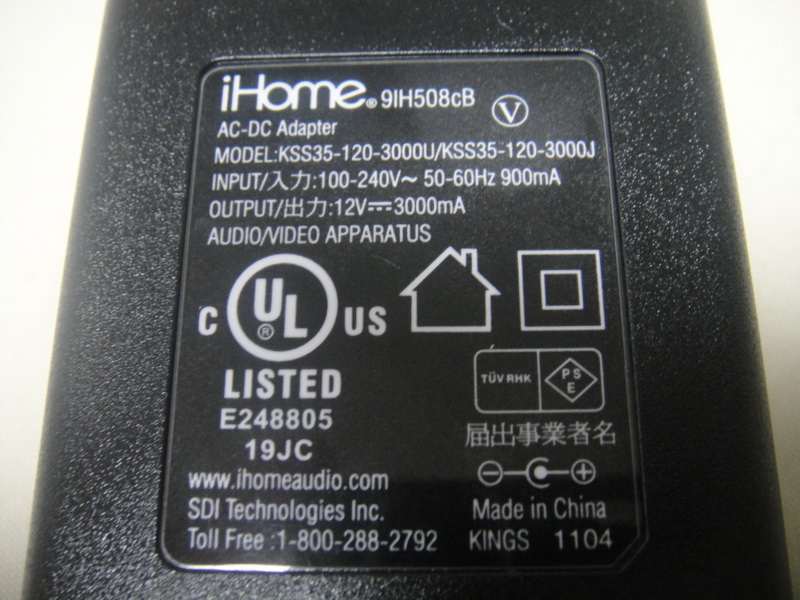 iHome® 9IH508cB V
AC-DC Adapter
MODEL:KSS35-120-3000U/KSS35-120-3000J
INPUT/入力:100-240V~ 50-60Hz 900mA
OUTPUT/出力:12V⎓3000mA
AUDIO/VIDEO APPARATUS
C UL® US
LISTED
E248805
19JC
TÜV RHK PSE
届出事業者名
www.ihomeaudio.com
SDI Technologies Inc.
Toll Free :1-800-288-2792
Made in China
KINGS 1104